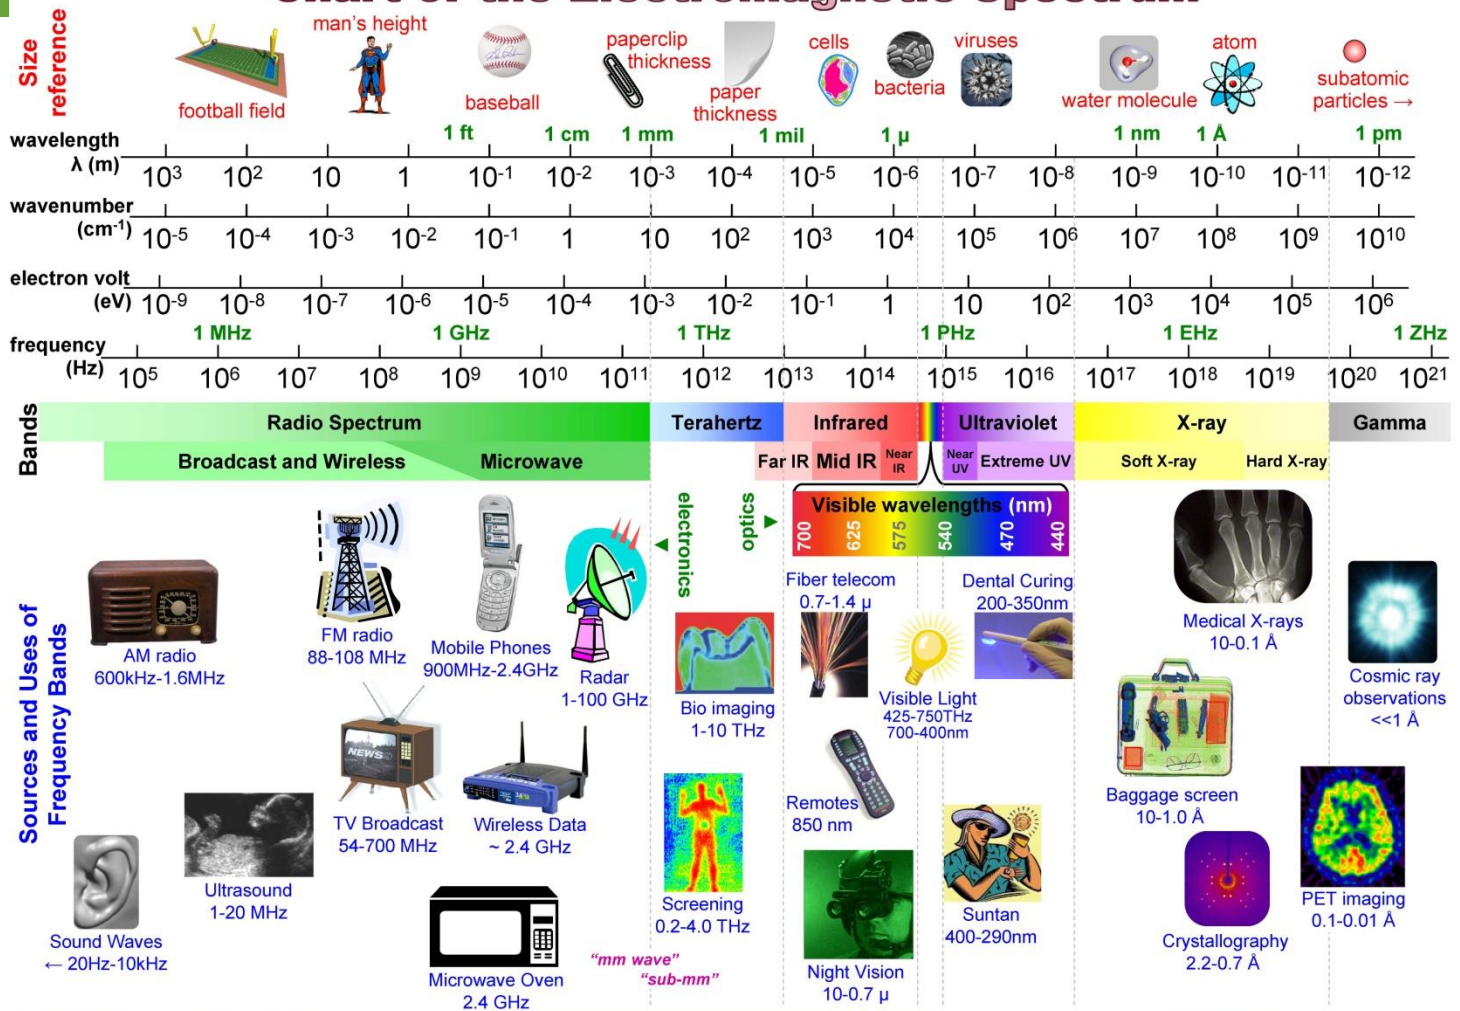 Chart of the Electromagnetic Spectrum
Size reference
football field
man's height
baseball
paperclip thickness
paper thickness
cells
bacteria
viruses
water molecule
atom
subatomic particles →
1 ft 1 cm 1 mm 1 mil 1 µ 1 nm 1 Å 1 pm
wavelength λ (m)
10³ 10² 10 1 10⁻¹ 10⁻² 10⁻³ 10⁻⁴ 10⁻⁵ 10⁻⁶ 10⁻⁷ 10⁻⁸ 10⁻⁹ 10⁻¹⁰ 10⁻¹¹ 10⁻¹²
wavenumber (cm⁻¹)
10⁻⁵ 10⁻⁴ 10⁻³ 10⁻² 10⁻¹ 1 10 10² 10³ 10⁴ 10⁵ 10⁶ 10⁷ 10⁸ 10⁹ 10¹⁰
electron volt (eV)
10⁻⁹ 10⁻⁸ 10⁻⁷ 10⁻⁶ 10⁻⁵ 10⁻⁴ 10⁻³ 10⁻² 10⁻¹ 1 10 10² 10³ 10⁴ 10⁵ 10⁶
1 MHz 1 GHz 1 THz 1 PHz 1 EHz 1 ZHz
frequency (Hz)
10⁵ 10⁶ 10⁷ 10⁸ 10⁹ 10¹⁰ 10¹¹ 10¹² 10¹³ 10¹⁴ 10¹⁵ 10¹⁶ 10¹⁷ 10¹⁸ 10¹⁹ 10²⁰ 10²¹
Bands
Radio Spectrum Terahertz Infrared Ultraviolet X-ray Gamma
Broadcast and Wireless Microwave Far IR Mid IR Near IR Near UV Extreme UV Soft X-ray Hard X-ray
electronics ◄
optics ►
Visible wavelengths (nm)
700 625 575 540 470 440
Sources and Uses of Frequency Bands
AM radio
600kHz-1.6MHz
FM radio
88-108 MHz
Mobile Phones
900MHz-2.4GHz
Radar
1-100 GHz
Bio imaging
1-10 THz
Fiber telecom
0.7-1.4 µ
Visible Light
425-750THz
700-400nm
Dental Curing
200-350nm
Medical X-rays
10-0.1 Å
Cosmic ray
observations
<<1 Å
NEWS
TV Broadcast
54-700 MHz
Wireless Data
~ 2.4 GHz
Remotes
850 nm
Baggage screen
10-1.0 Å
Sound Waves
← 20Hz-10kHz
Ultrasound
1-20 MHz
Microwave Oven
2.4 GHz
"mm wave"
"sub-mm"
Screening
0.2-4.0 THz
Night Vision
10-0.7 µ
Suntan
400-290nm
Crystallography
2.2-0.7 Å
PET imaging
0.1-0.01 Å